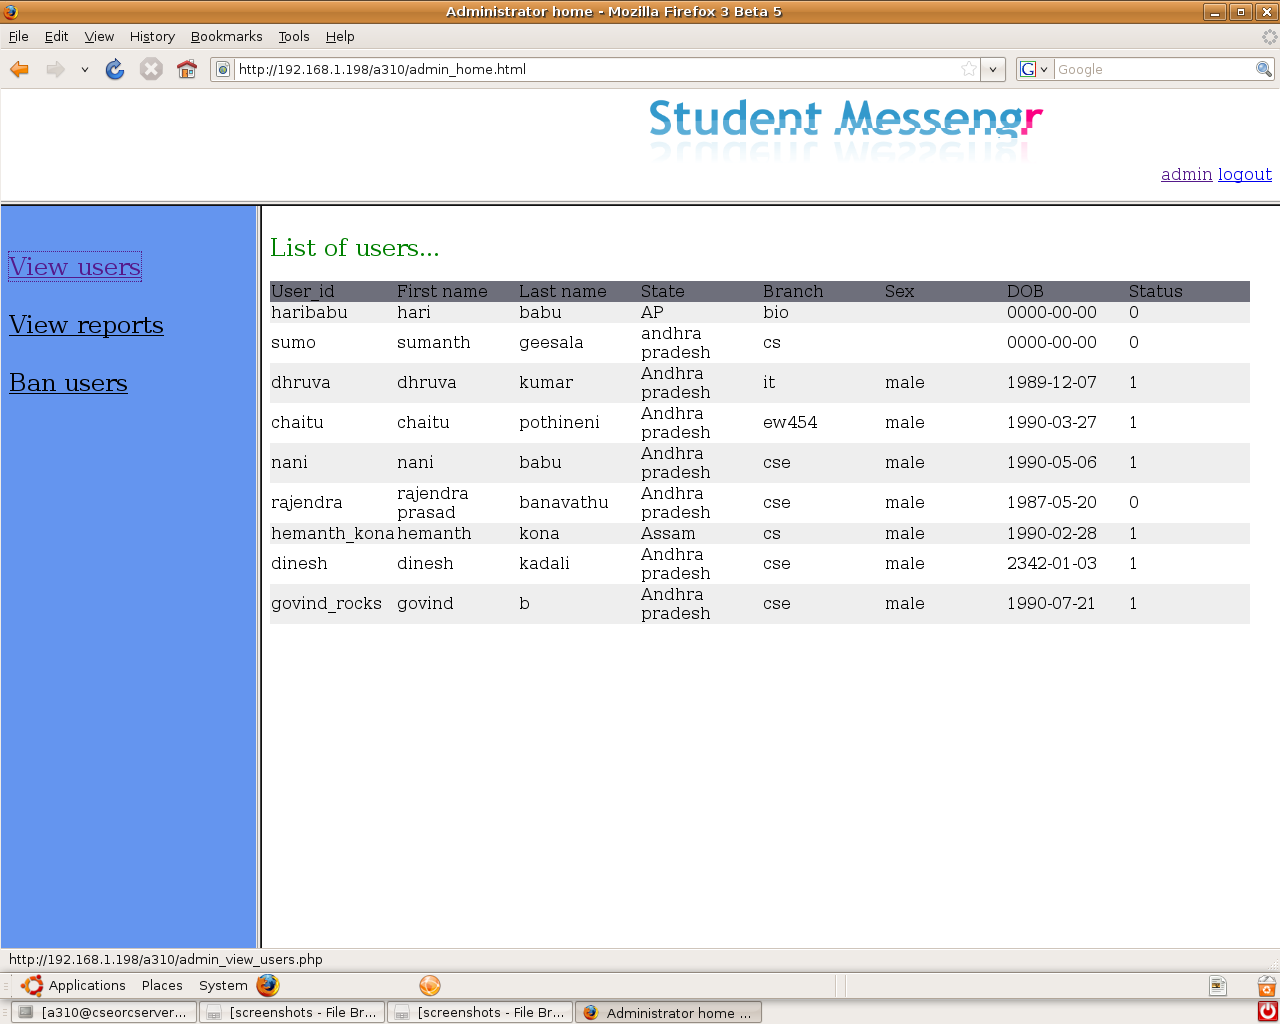 Administrator home - Mozilla Firefox 3 Beta 5
File Edit View History Bookmarks Tools Help
http://192.168.1.198/a310/admin_home.html
Google
Student Messengr
admin logout
View users
View reports
Ban users
List of users...
User_id First name Last name State Branch Sex DOB Status
haribabu hari babu AP bio 0000-00-00 0
sumo sumanth geesala andhra pradesh cs 0000-00-00 0
dhruva dhruva kumar Andhra pradesh it male 1989-12-07 1
chaitu chaitu pothineni Andhra pradesh ew454 male 1990-03-27 1
nani nani babu Andhra pradesh cse male 1990-05-06 1
rajendra rajendra prasad banavathu Andhra pradesh cse male 1987-05-20 0
hemanth_kona hemanth kona Assam cs male 1990-02-28 1
dinesh dinesh kadali Andhra pradesh cse male 2342-01-03 1
govind_rocks govind b Andhra pradesh cse male 1990-07-21 1
http://192.168.1.198/a310/admin_view_users.php
Applications Places System
[a310@cseorcserver... [screenshots - File Br... [screenshots - File Br... Administrator home ...